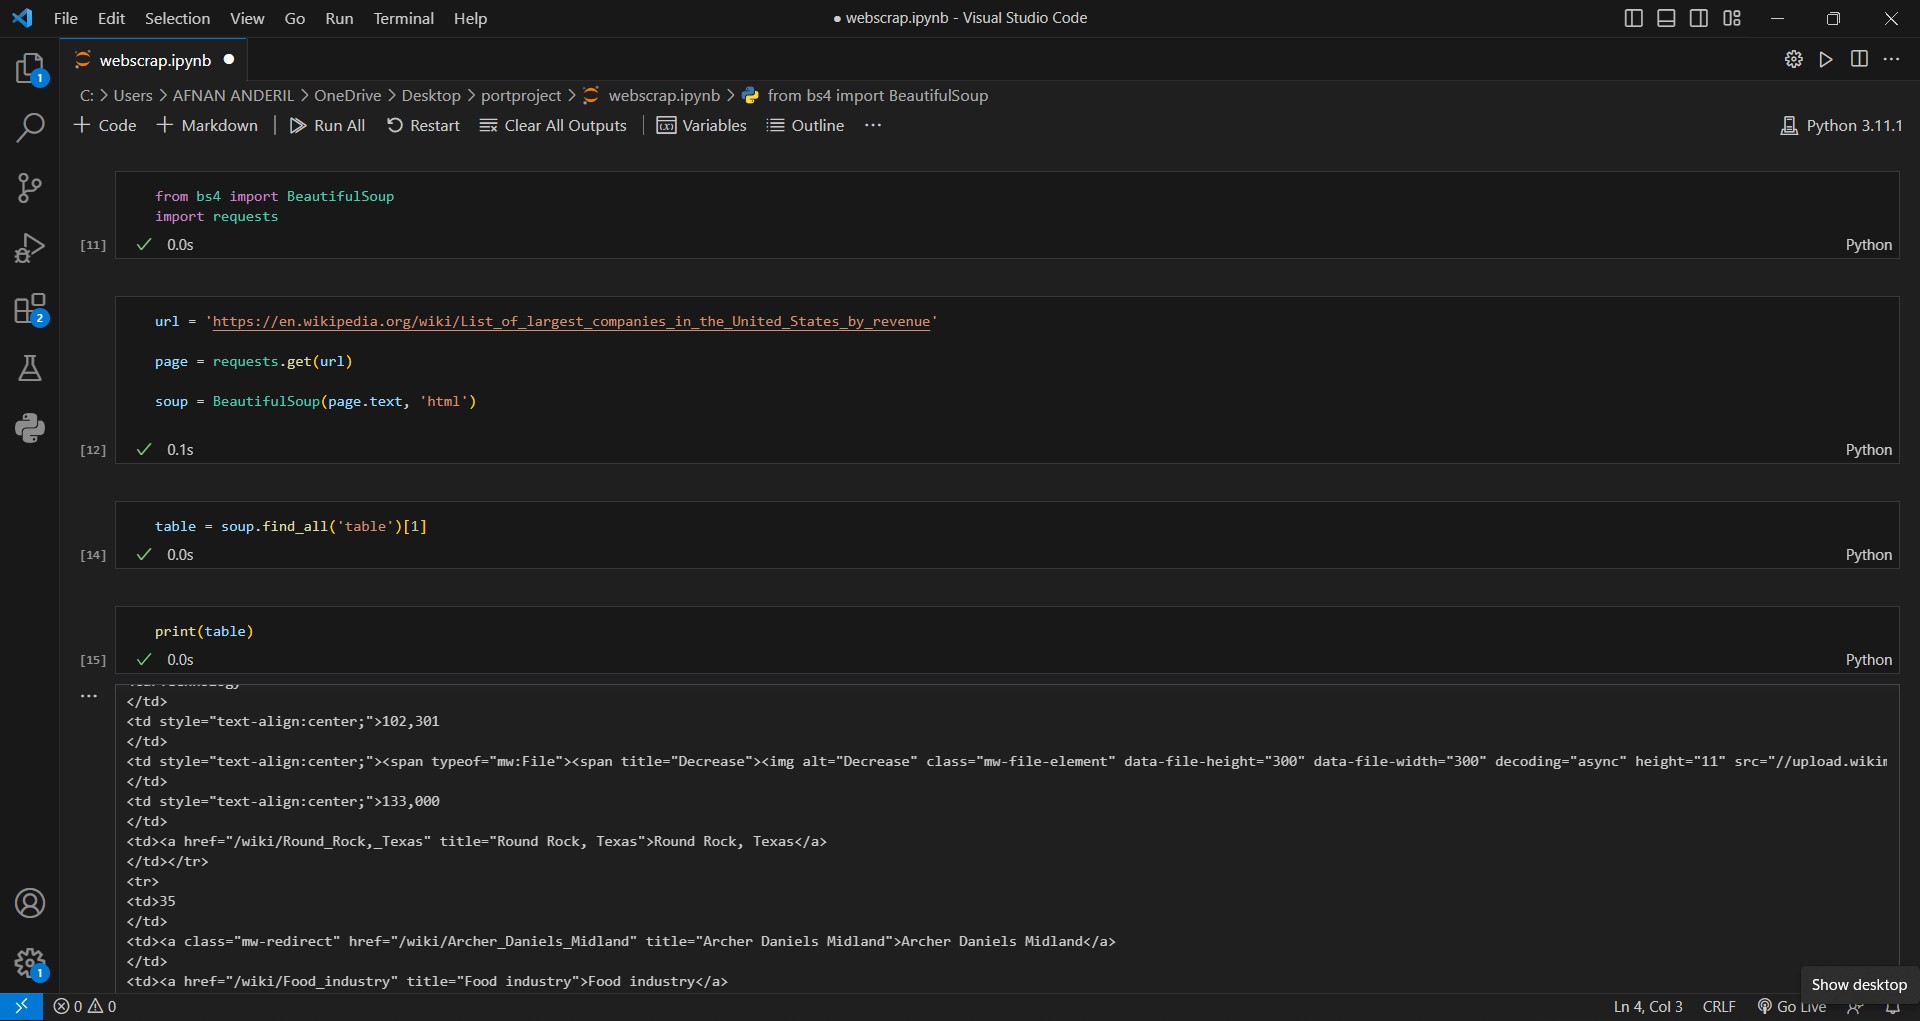 File Edit Selection View Go Run Terminal Help
● webscrap.ipynb - Visual Studio Code
1
webscrap.ipynb ●
C: > Users > AFNAN ANDERIL > OneDrive > Desktop > portproject > webscrap.ipynb > from bs4 import BeautifulSoup
+ Code + Markdown | Run All Restart Clear All Outputs | Variables Outline ...
Python 3.11.1
from bs4 import BeautifulSoup
import requests
[11] ✓ 0.0s Python
2
url = 'https://en.wikipedia.org/wiki/List_of_largest_companies_in_the_United_States_by_revenue'
page = requests.get(url)
soup = BeautifulSoup(page.text, 'html')
[12] ✓ 0.1s Python
table = soup.find_all('table')[1]
[14] ✓ 0.0s Python
print(table)
[15] ✓ 0.0s Python
...
</td>
<td style="text-align:center;">102,301
</td>
<td style="text-align:center;"><span typeof="mw:File"><span title="Decrease"><img alt="Decrease" class="mw-file-element" data-file-height="300" data-file-width="300" decoding="async" height="11" src="//upload.wikim
</td>
<td style="text-align:center;">133,000
</td>
<td><a href="/wiki/Round_Rock,_Texas" title="Round Rock, Texas">Round Rock, Texas</a>
</td></tr>
<tr>
<td>35
</td>
<td><a class="mw-redirect" href="/wiki/Archer_Daniels_Midland" title="Archer Daniels Midland">Archer Daniels Midland</a>
</td>
<td><a href="/wiki/Food_industry" title="Food industry">Food industry</a>
1
Show desktop
0 0
Ln 4, Col 3 CRLF Go Live